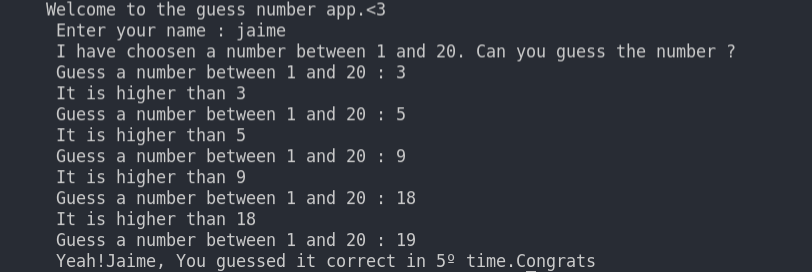 Welcome to the guess number app.<3
Enter your name : jaime
I have choosen a number between 1 and 20. Can you guess the number ?
Guess a number between 1 and 20 : 3
It is higher than 3
Guess a number between 1 and 20 : 5
It is higher than 5
Guess a number between 1 and 20 : 9
It is higher than 9
Guess a number between 1 and 20 : 18
It is higher than 18
Guess a number between 1 and 20 : 19
Yeah!Jaime, You guessed it correct in 5º time.Congrats